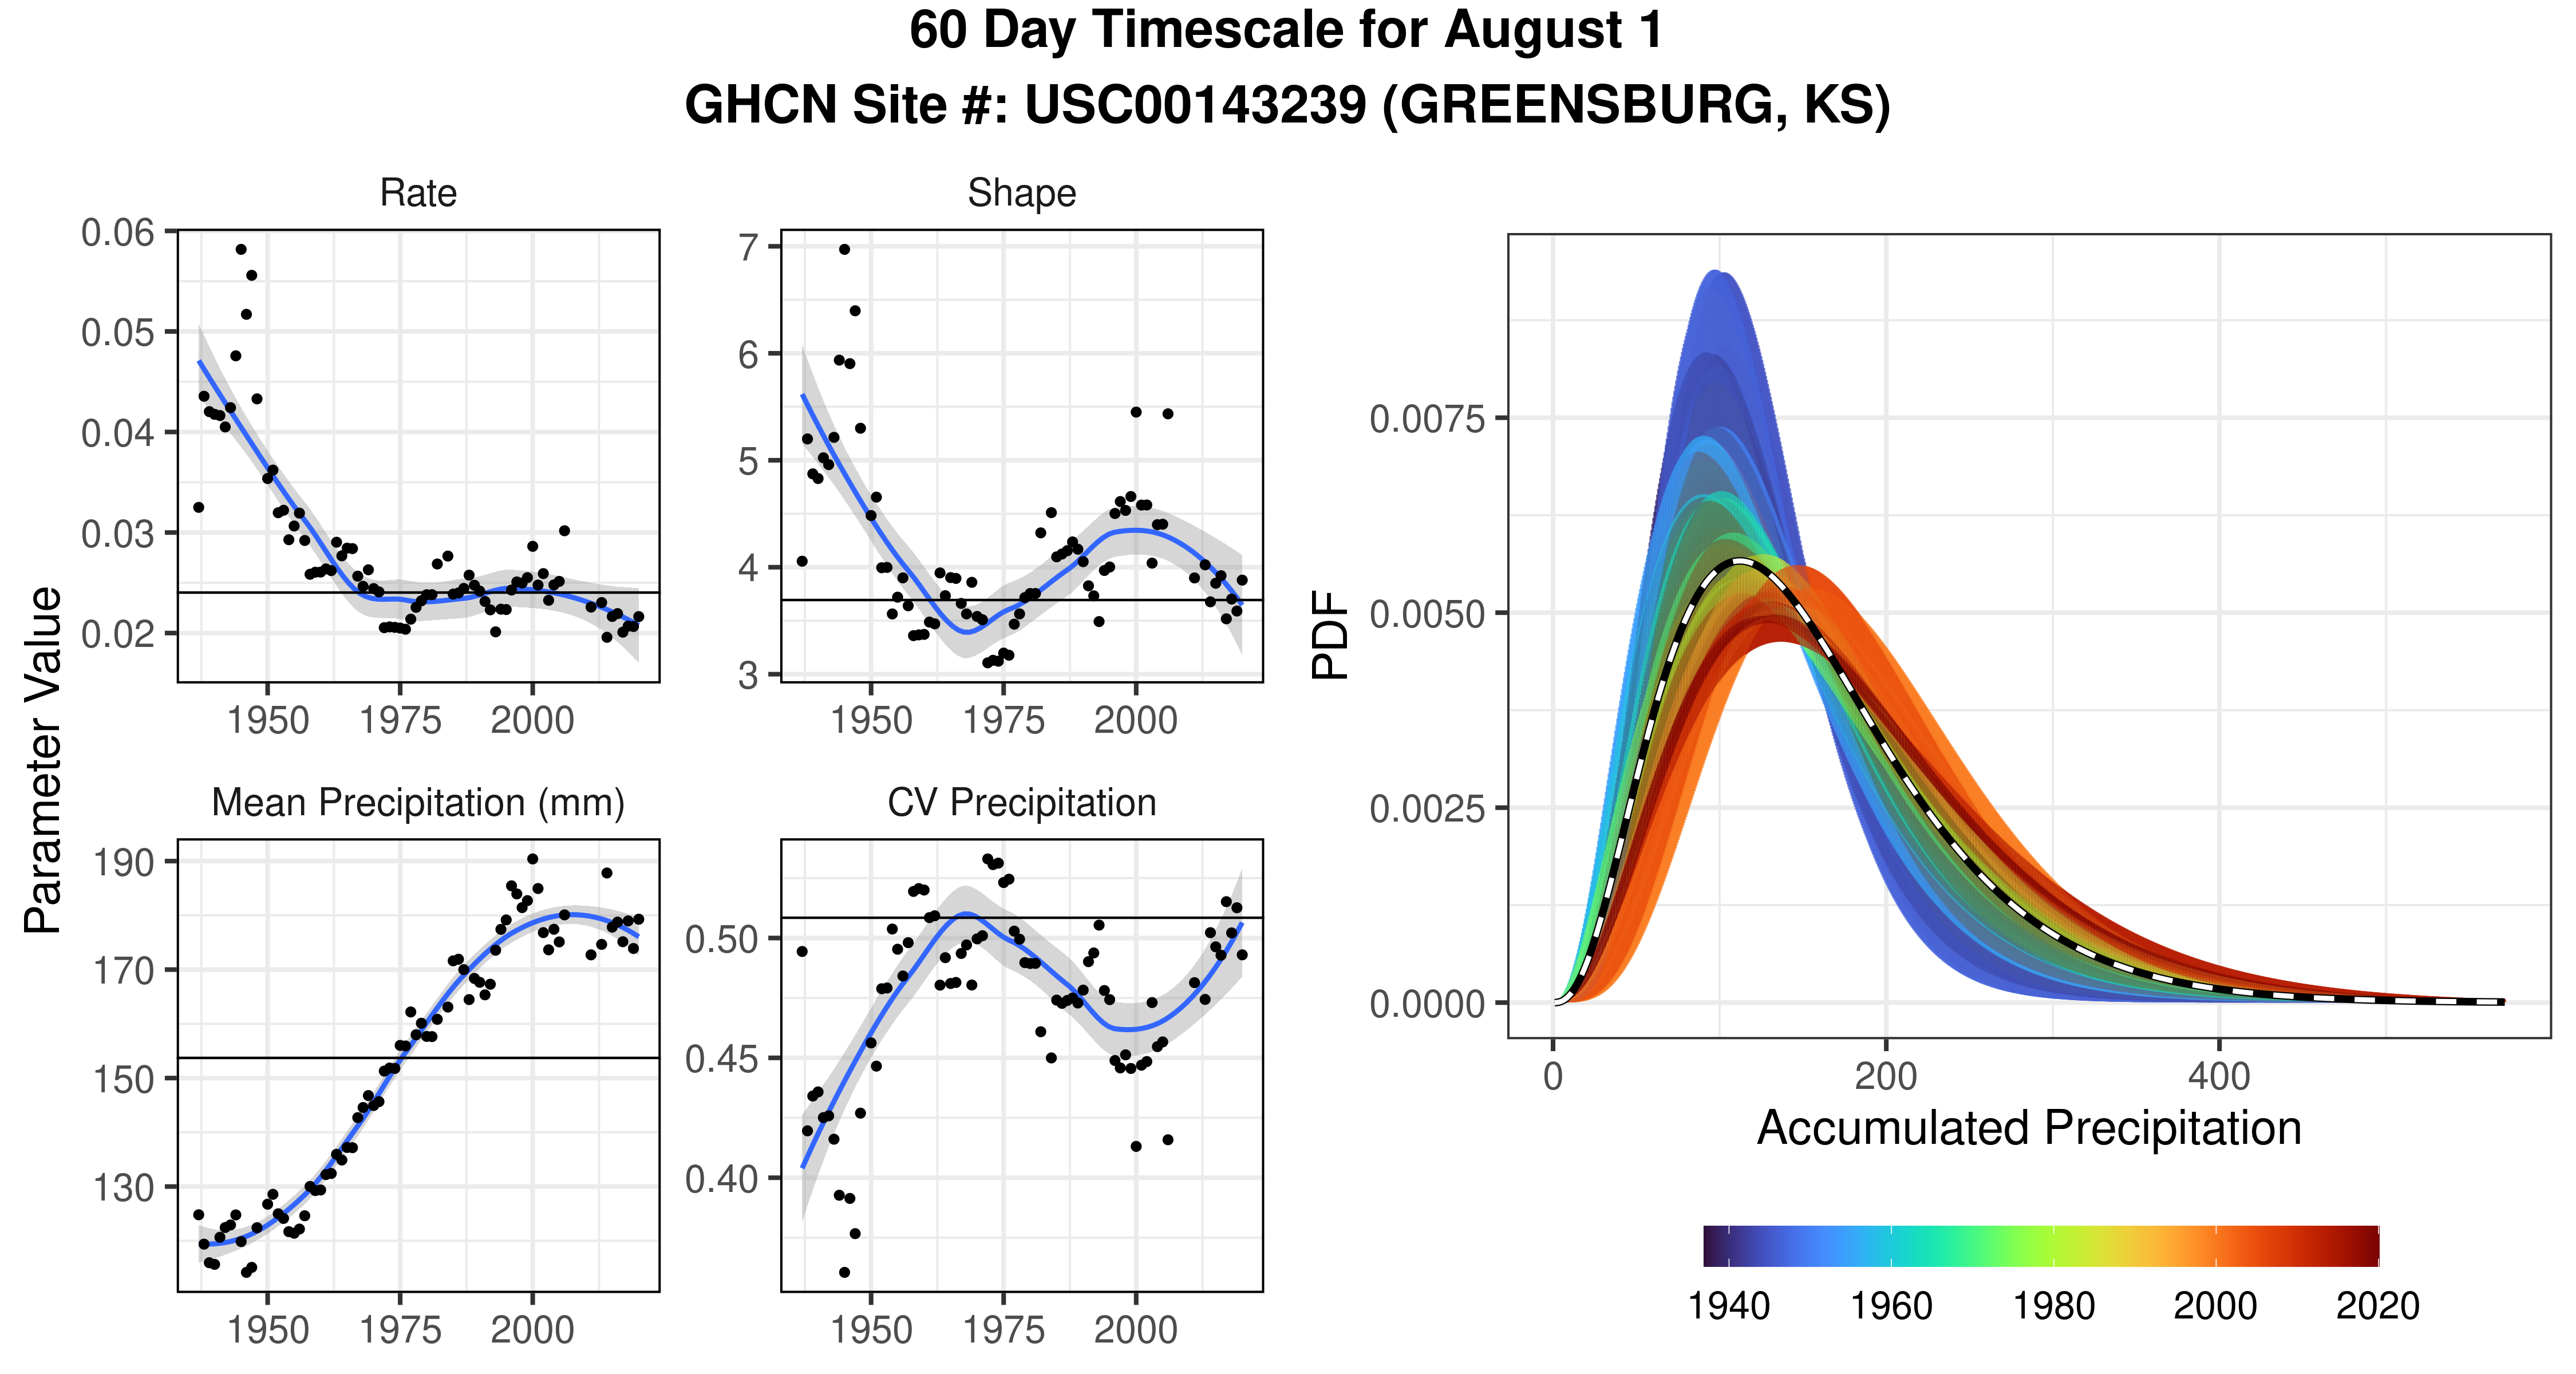 60 Day Timescale for August 1
GHCN Site #: USC00143239 (GREENSBURG, KS)
Parameter Value
Rate
0.06
0.05
0.04
0.03
0.02
1950 1975 2000
Shape
7
6
5
4
3
1950 1975 2000
Mean Precipitation (mm)
190
170
150
130
1950 1975 2000
CV Precipitation
0.50
0.45
0.40
1950 1975 2000
PDF
0.0075
0.0050
0.0025
0.0000
0 200 400
Accumulated Precipitation
1940 1960 1980 2000 2020